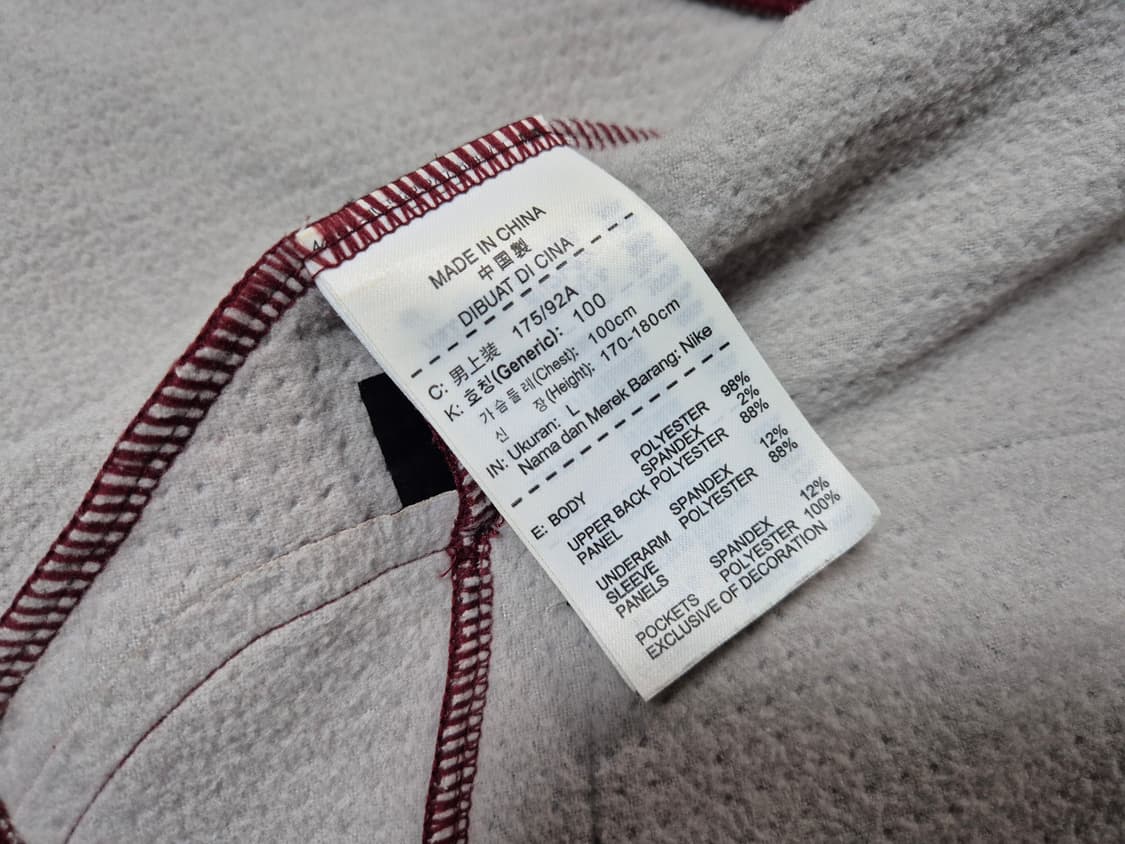 MADE IN CHINA
中国製
DIBUAT DI CINA
C: 男上装 175/92A
K: 호칭(Generic): 100
가슴둘레(Chest): 100cm
신 장(Height): 170-180cm
IN: Ukuran: L
Nama dan Merek Barang: Nike
E: BODY POLYESTER 98%
SPANDEX 2%
UPPER BACK POLYESTER 88%
PANEL SPANDEX 12%
UNDERARM POLYESTER 88%
SLEEVE
PANELS SPANDEX 12%
POCKETS POLYESTER 100%
EXCLUSIVE OF DECORATION